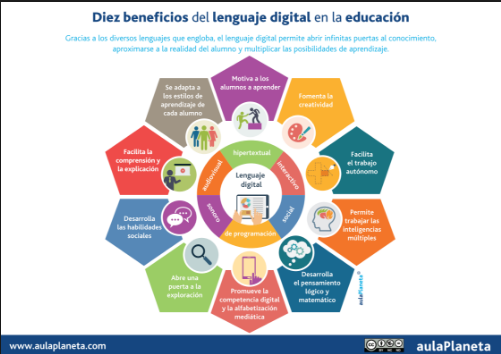 Diez beneficios del lenguaje digital en la educación
Gracias a los diversos lenguajes que engloba, el lenguaje digital permite abrir infinitas puertas al conocimiento,
aproximarse a la realidad del alumno y multiplicar las posibilidades de aprendizaje.
Motiva a los
alumnos a aprender
Fomenta la
creatividad
Facilita
el trabajo
autónomo
Permite
trabajar las
inteligencias
múltiples
Desarrolla
el pensamiento
lógico y
matemático
Promueve la
competencia digital
y la alfabetización
mediática
Abre una
puerta a la
exploración
Desarrolla
las habilidades
sociales
Facilita la
comprensión y
la explicación
Se adapta a
los estilos de
aprendizaje de
cada alumno
hipertextual
interactivo
social
de programación
sonoro
audiovisual
Lenguaje
digital
aulaPlaneta
www.aulaplaneta.com
aulaPlaneta